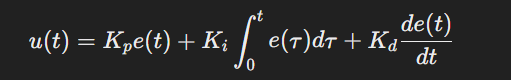 u(t) = K_p e(t) + K_i ∫_0^t e(τ)dτ + K_d de(t)/dt